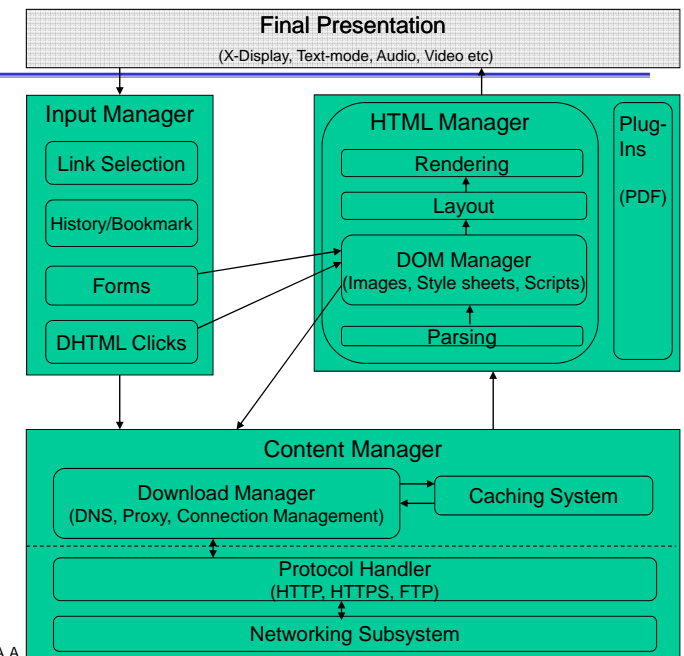 Final Presentation
(X-Display, Text-mode, Audio, Video etc)
Input Manager
Link Selection
History/Bookmark
Forms
DHTML Clicks
HTML Manager
Rendering
Layout
DOM Manager
(Images, Style sheets, Scripts)
Parsing
Plug-
Ins
(PDF)
Content Manager
Download Manager
(DNS, Proxy, Connection Management)
Caching System
Protocol Handler
(HTTP, HTTPS, FTP)
Networking Subsystem